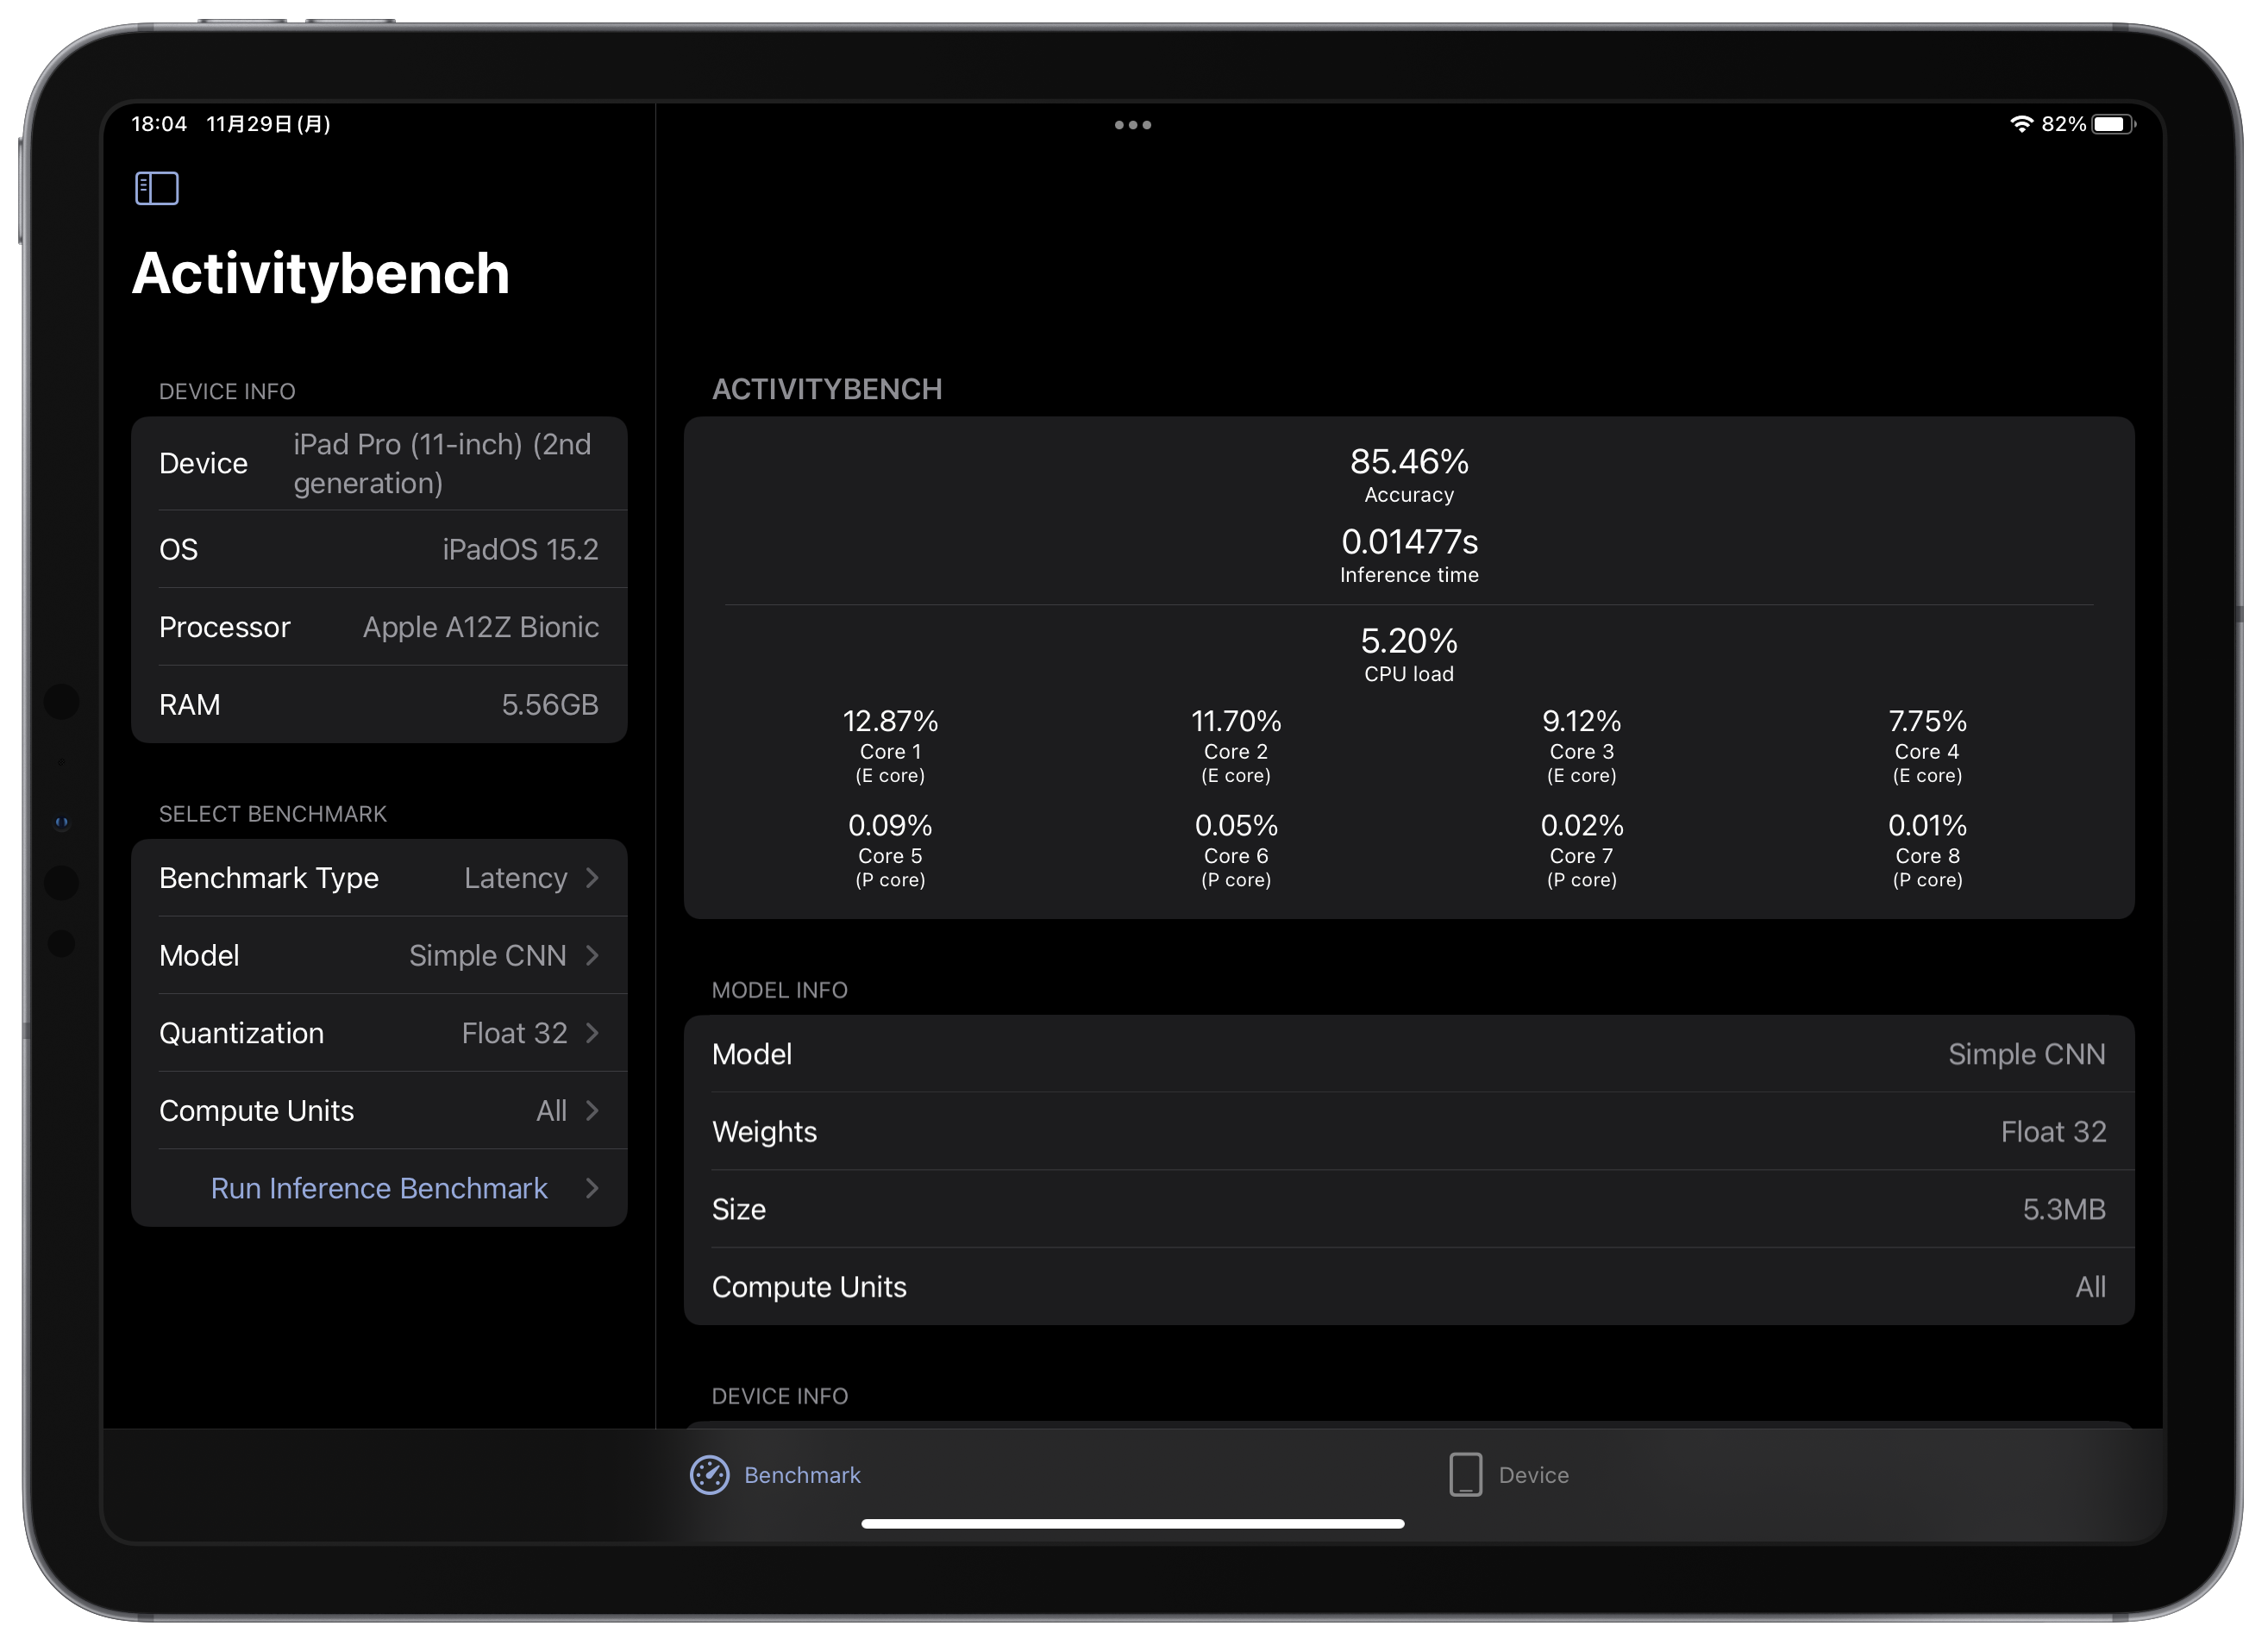 18:04 11月29日(月)
82%
Activitybench
DEVICE INFO
Device iPad Pro (11-inch) (2nd
generation)
OS iPadOS 15.2
Processor Apple A12Z Bionic
RAM 5.56GB
SELECT BENCHMARK
Benchmark Type Latency
Model Simple CNN
Quantization Float 32
Compute Units All
Run Inference Benchmark
ACTIVITYBENCH
85.46%
Accuracy
0.01477s
Inference time
5.20%
CPU load
12.87% 11.70% 9.12% 7.75%
Core 1 Core 2 Core 3 Core 4
(E core) (E core) (E core) (E core)
0.09% 0.05% 0.02% 0.01%
Core 5 Core 6 Core 7 Core 8
(P core) (P core) (P core) (P core)
MODEL INFO
Model Simple CNN
Weights Float 32
Size 5.3MB
Compute Units All
DEVICE INFO
Benchmark Device